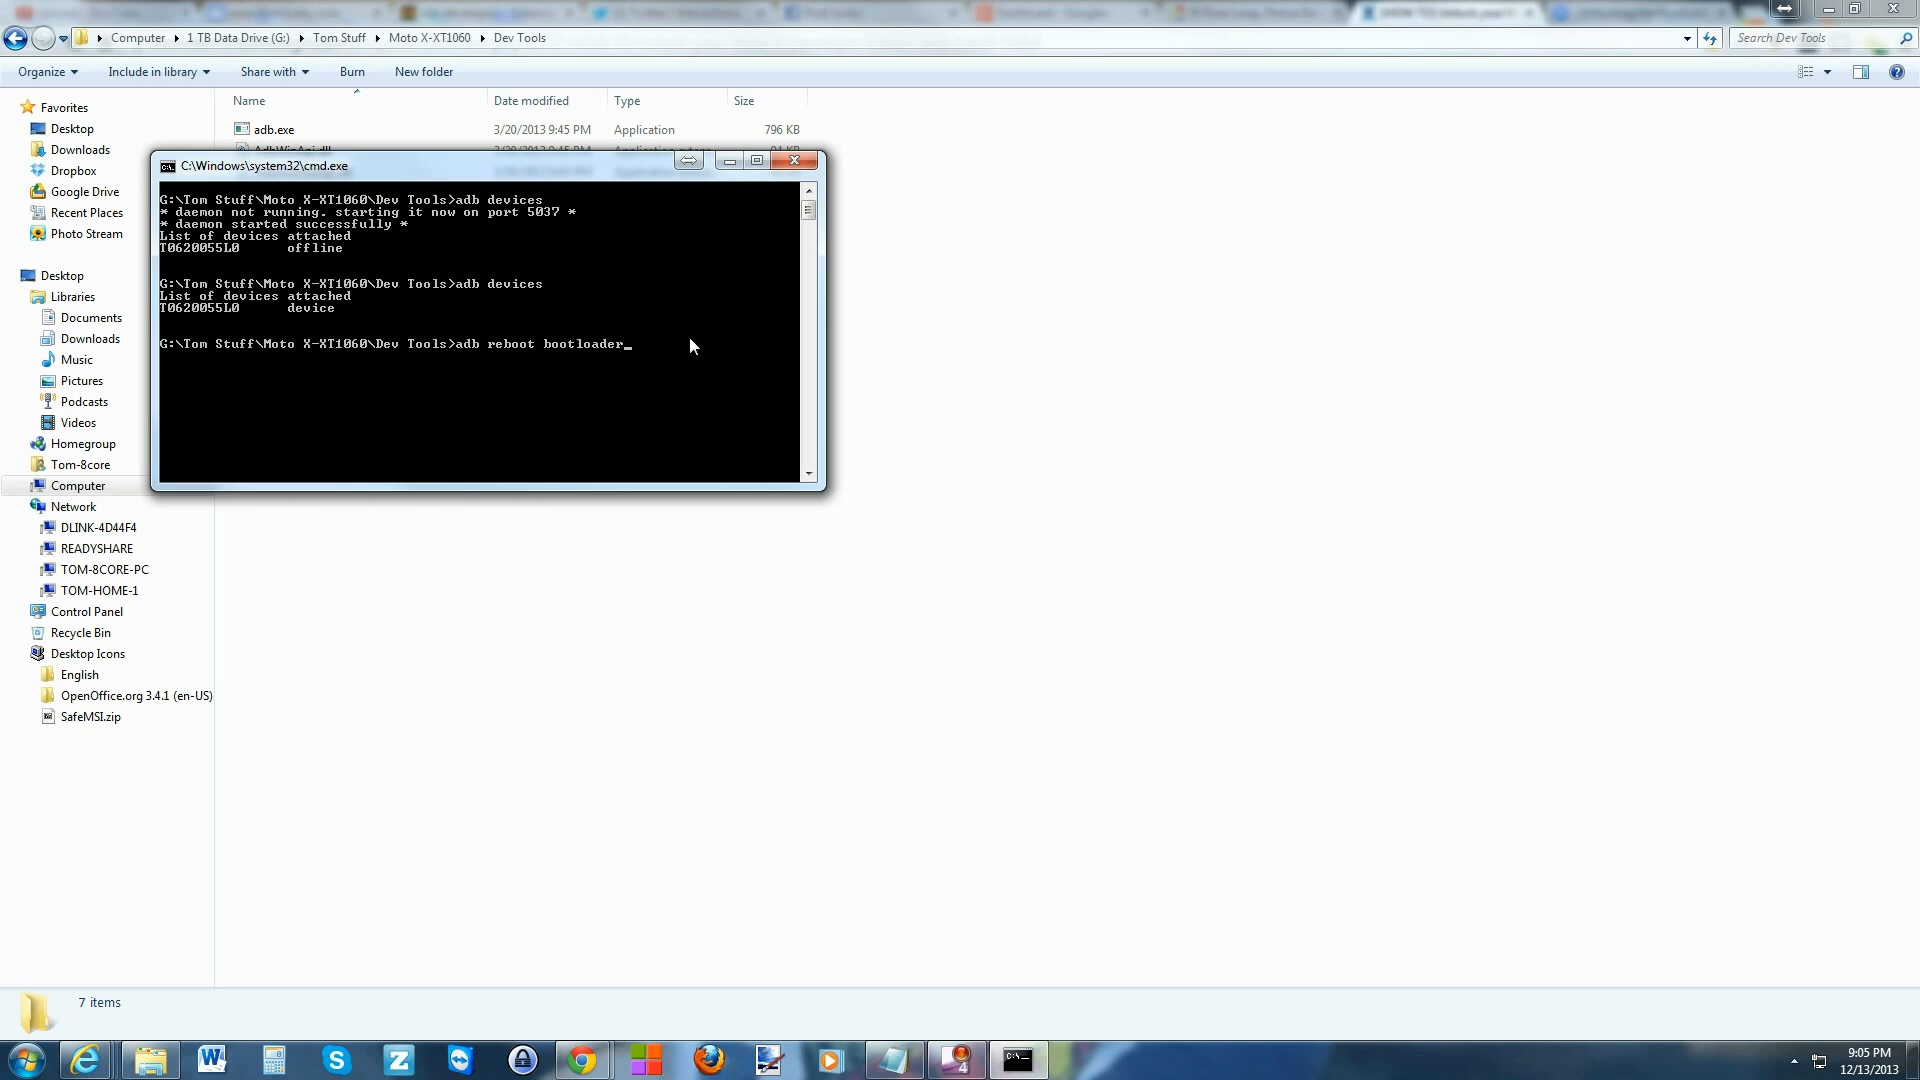 Computer 1 TB Data Drive (G:) Tom Stuff Moto X-XT1060 Dev Tools
Search Dev Tools
Organize Include in library Share with Burn New folder
Name Date modified Type Size
adb.exe 3/20/2013 9:45 PM Application 796 KB
Favorites
Desktop
Downloads
Dropbox
Google Drive
Recent Places
Photo Stream
Desktop
Libraries
Documents
Downloads
Music
Pictures
Podcasts
Videos
Homegroup
Tom-8core
Computer
Network
DLINK-4D44F4
READYSHARE
TOM-8CORE-PC
TOM-HOME-1
Control Panel
Recycle Bin
Desktop Icons
English
OpenOffice.org 3.4.1 (en-US)
SafeMSI.zip
C:\Windows\system32\cmd.exe
G:\Tom Stuff\Moto X-XT1060\Dev Tools>adb devices
* daemon not running. starting it now on port 5037 *
* daemon started successfully *
List of devices attached
T0620055L0 offline
G:\Tom Stuff\Moto X-XT1060\Dev Tools>adb devices
List of devices attached
T0620055L0 device
G:\Tom Stuff\Moto X-XT1060\Dev Tools>adb reboot bootloader_
7 items
9:05 PM
12/13/2013